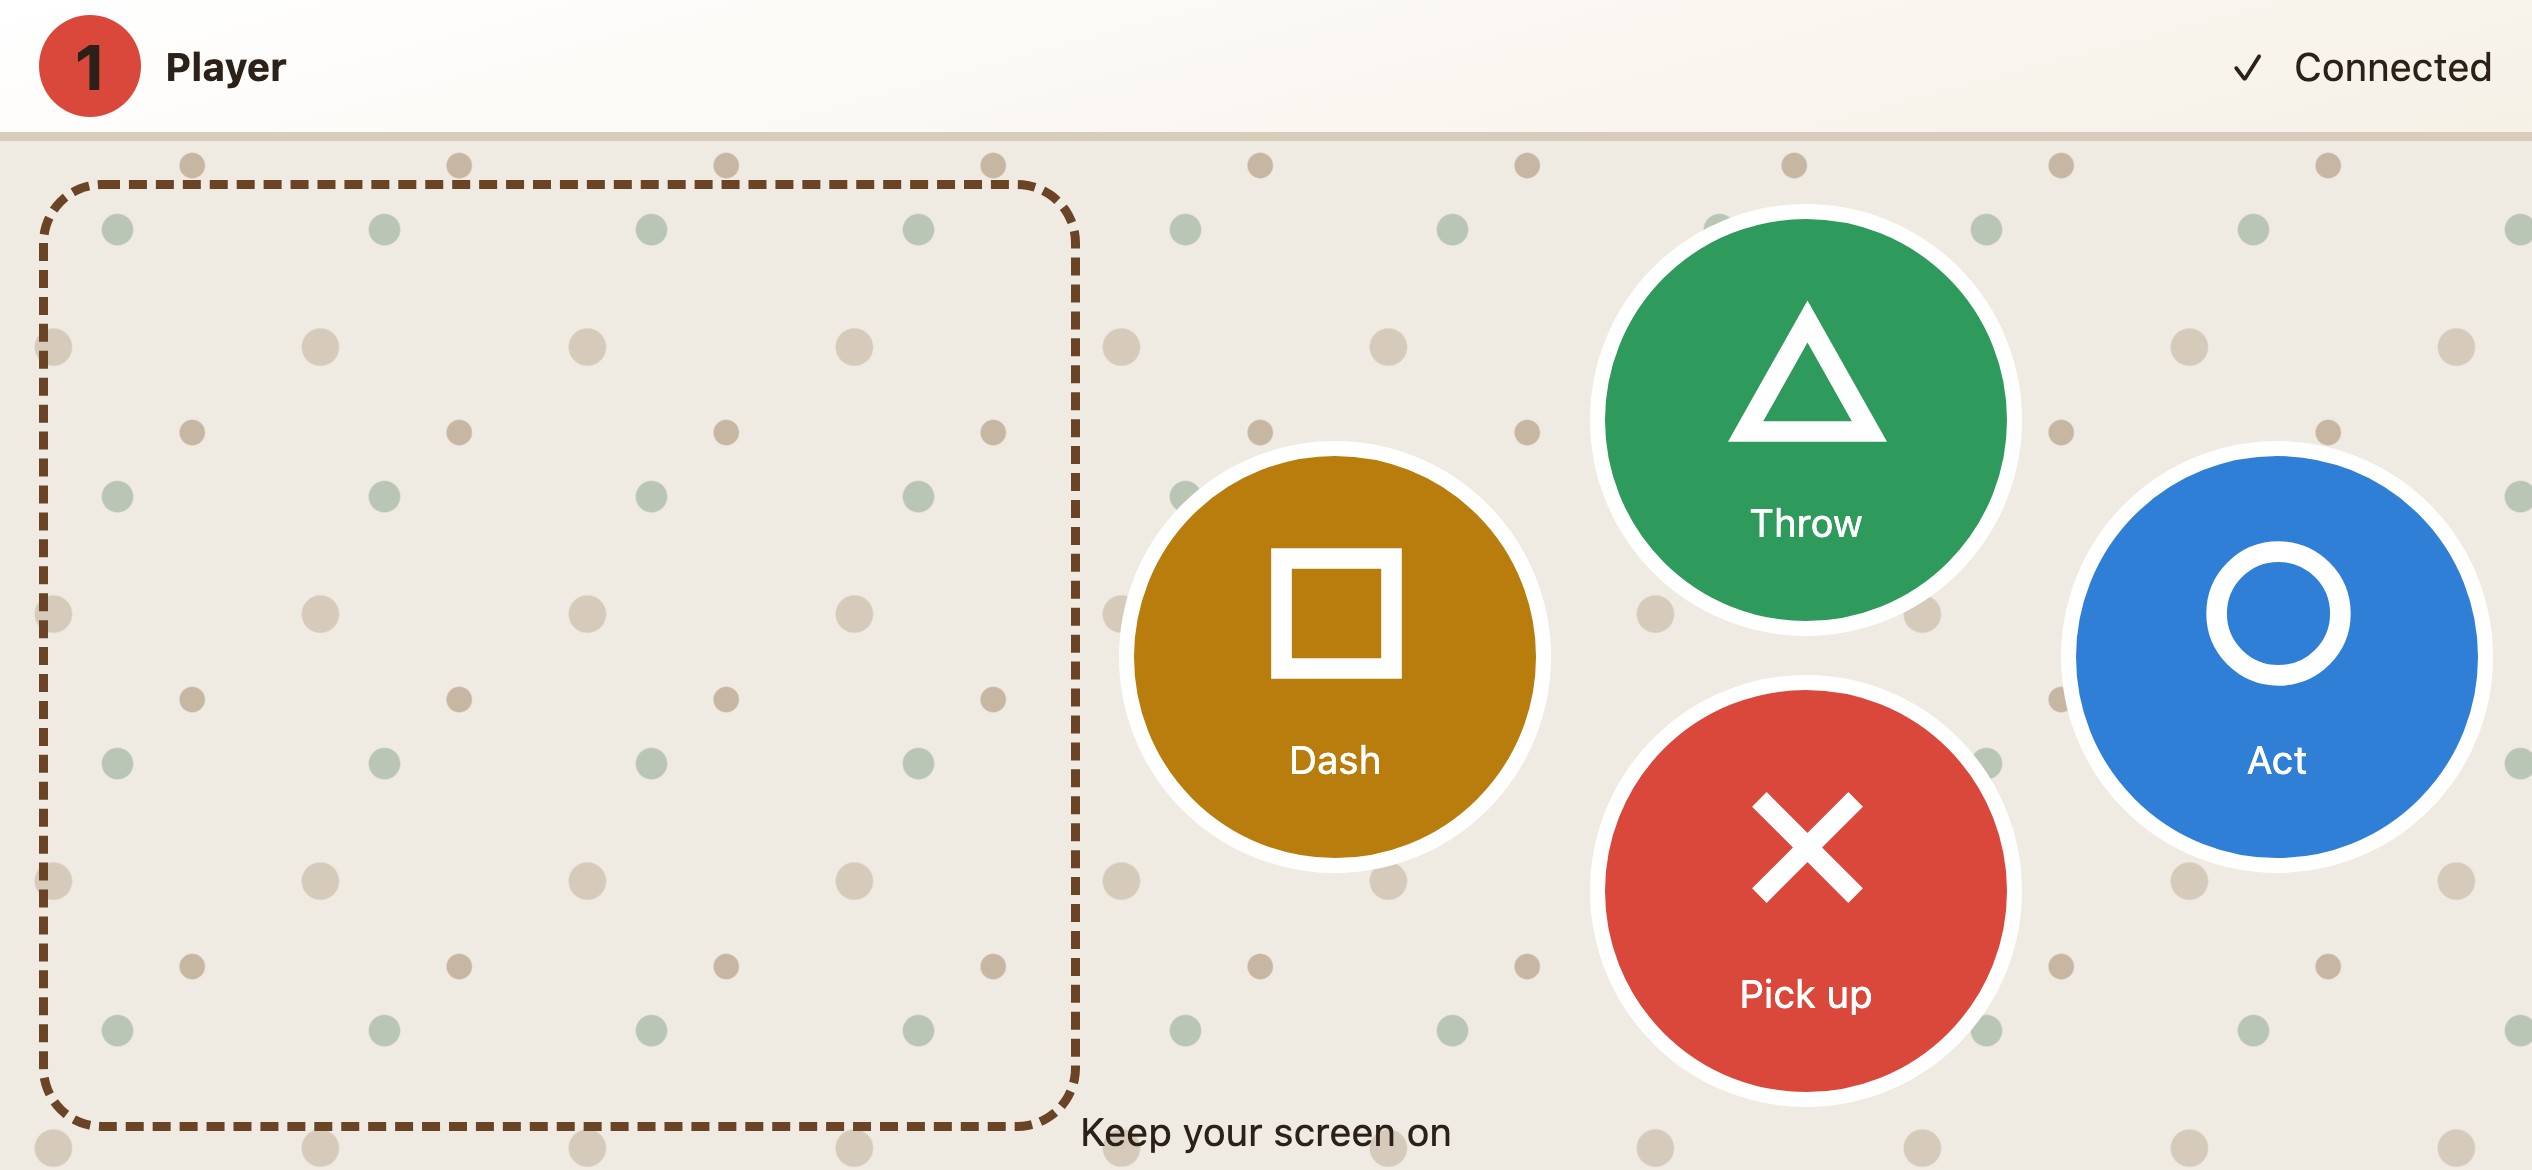 1 Player
✓ Connected
Throw
Dash
Act
Pick up
Keep your screen on